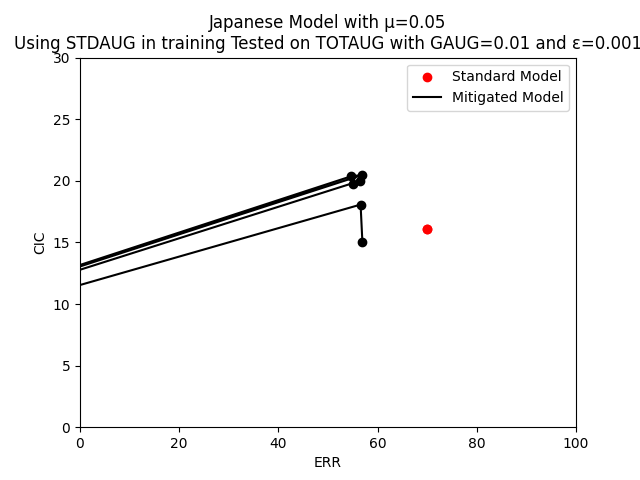 Japanese Model with μ=0.05
Using STDAUG in training Tested on TOTAUG with GAUG=0.01 and ε=0.001
30
25
20
15
10
5
0
CIC
Standard Model
Mitigated Model
0 20 40 60 80 100
ERR